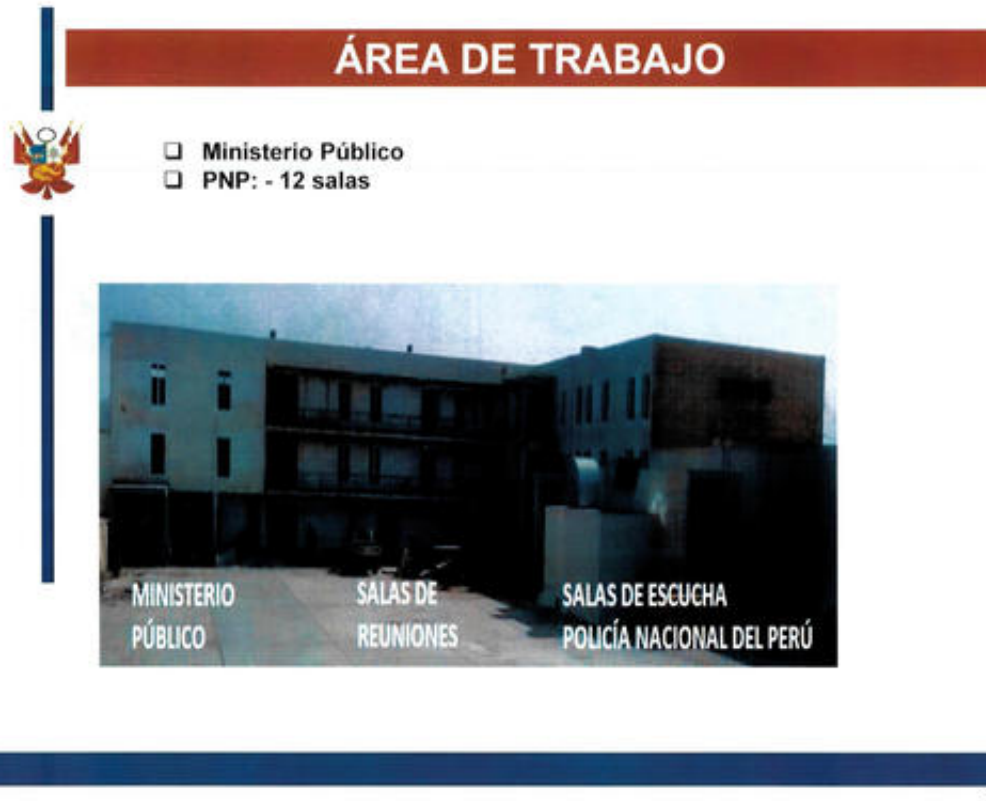 ÁREA DE TRABAJO
❑ Ministerio Público
❑ PNP: - 12 salas
MINISTERIO
PÚBLICO
SALAS DE
REUNIONES
SALAS DE ESCUCHA
POLICÍA NACIONAL DEL PERÚ